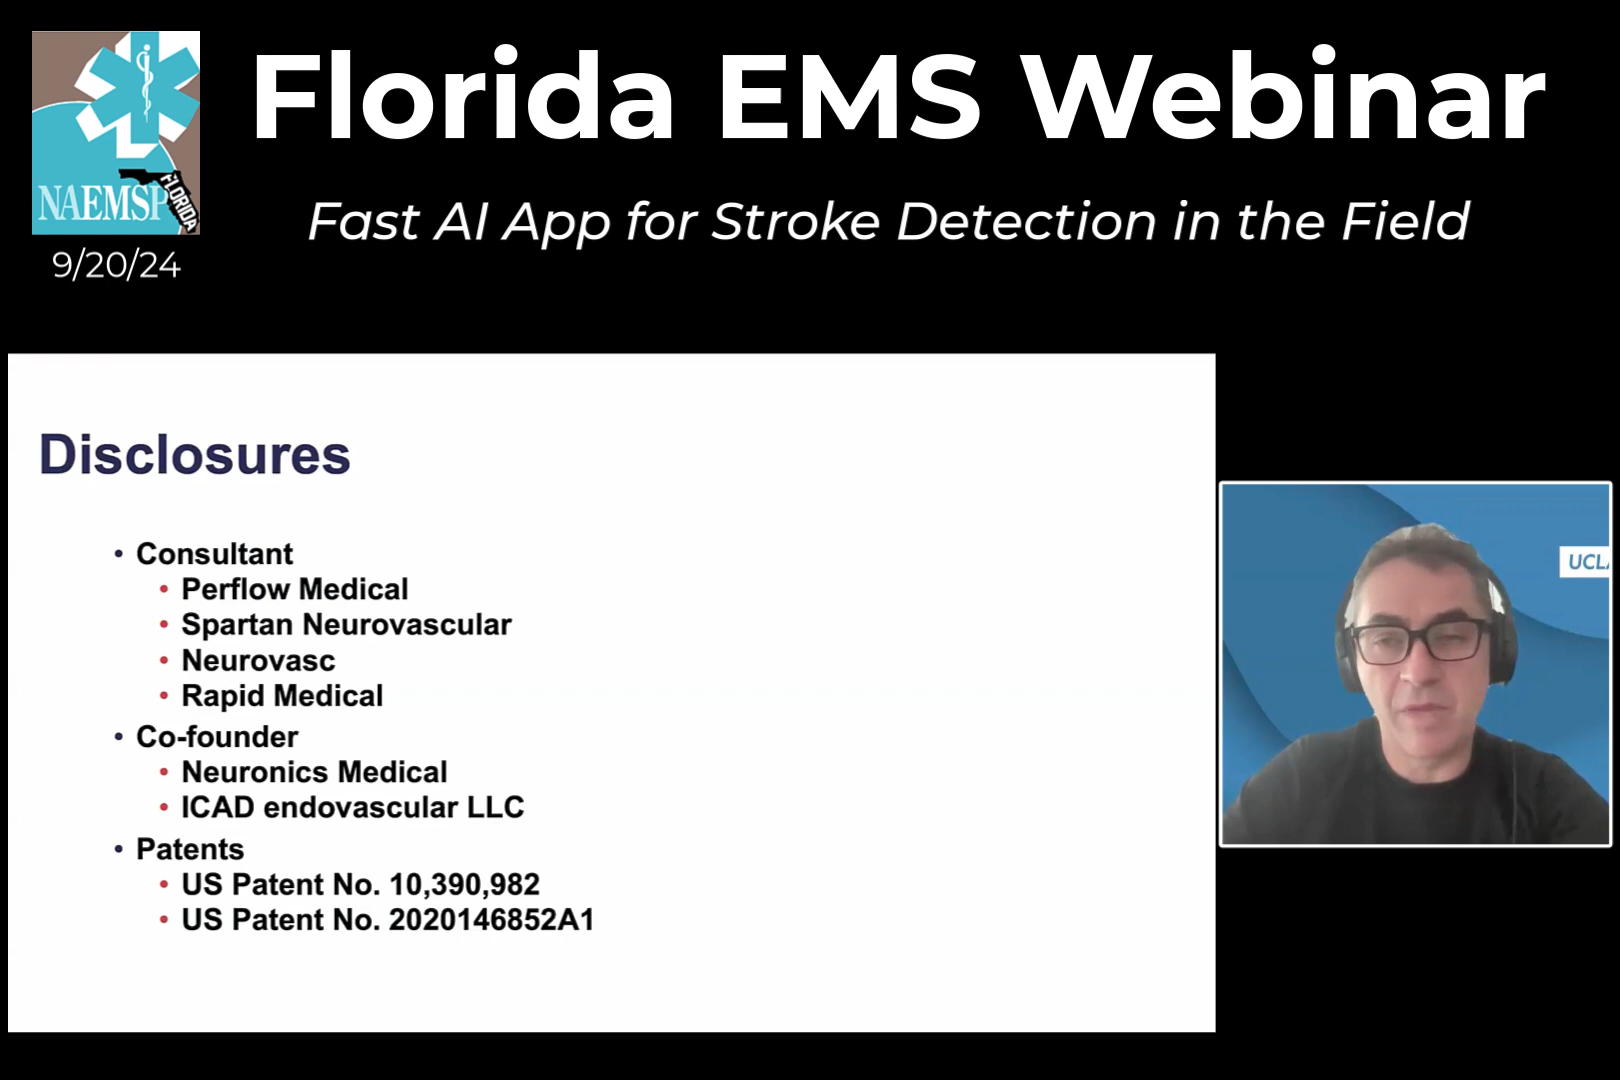 Florida EMS Webinar
Fast AI App for Stroke Detection in the Field
NAEMSP
FLORIDA
9/20/24
Disclosures
• Consultant
• Perflow Medical
• Spartan Neurovascular
• Neurovasc
• Rapid Medical
• Co-founder
• Neuronics Medical
• ICAD endovascular LLC
• Patents
• US Patent No. 10,390,982
• US Patent No. 2020146852A1
UCLA